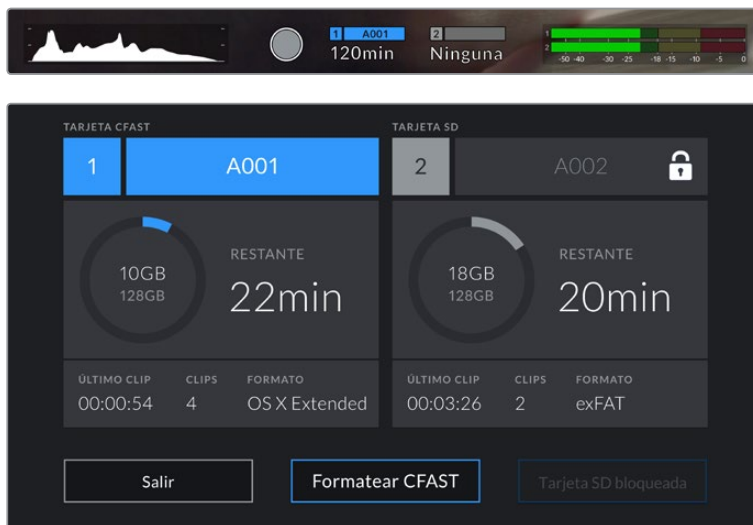 1 A001
120min
2
Ninguna
1
2
-50 -40 -30 -25 -18 -15 -10 -5 0
TARJETA CFAST
1 A001
10GB
128GB
RESTANTE
22min
ÚLTIMO CLIP CLIPS FORMATO
00:00:54 4 OS X Extended
TARJETA SD
2 A002
18GB
128GB
RESTANTE
20min
ÚLTIMO CLIP CLIPS FORMATO
00:03:26 2 exFAT
Salir
Formatear CFAST
Tarjeta SD bloqueada